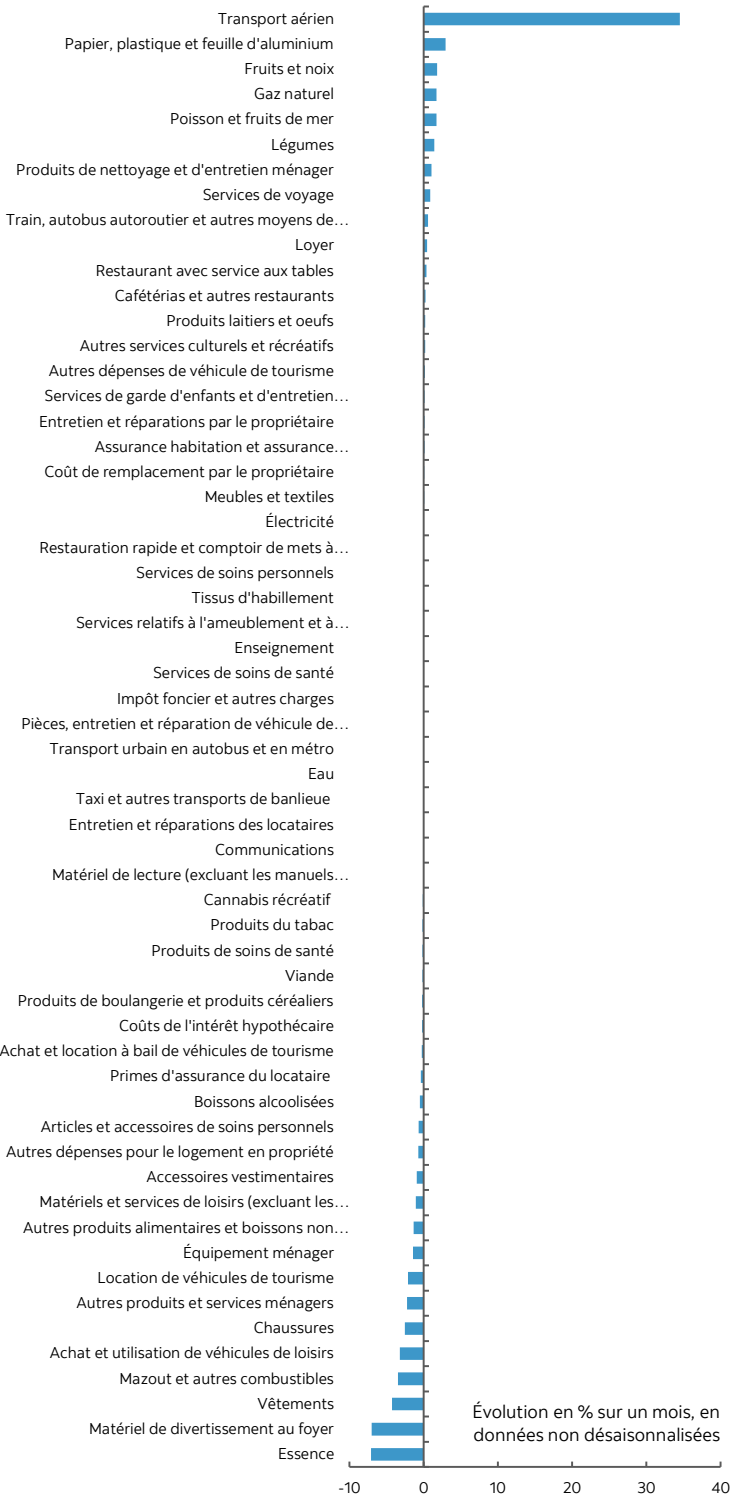 Transport aérien
Papier, plastique et feuille d'aluminium
Fruits et noix
Gaz naturel
Poisson et fruits de mer
Légumes
Produits de nettoyage et d'entretien ménager
Services de voyage
Train, autobus autoroutier et autres moyens de…
Loyer
Restaurant avec service aux tables
Cafétérias et autres restaurants
Produits laitiers et oeufs
Autres services culturels et récréatifs
Autres dépenses de véhicule de tourisme
Services de garde d'enfants et d'entretien…
Entretien et réparations par le propriétaire
Assurance habitation et assurance…
Coût de remplacement par le propriétaire
Meubles et textiles
Électricité
Restauration rapide et comptoir de mets à…
Services de soins personnels
Tissus d'habillement
Services relatifs à l'ameublement et à…
Enseignement
Services de soins de santé
Impôt foncier et autres charges
Pièces, entretien et réparation de véhicule de…
Transport urbain en autobus et en métro
Eau
Taxi et autres transports de banlieue
Entretien et réparations des locataires
Communications
Matériel de lecture (excluant les manuels…
Cannabis récréatif
Produits du tabac
Produits de soins de santé
Viande
Produits de boulangerie et produits céréaliers
Coûts de l'intérêt hypothécaire
Achat et location à bail de véhicules de tourisme
Primes d'assurance du locataire
Boissons alcoolisées
Articles et accessoires de soins personnels
Autres dépenses pour le logement en propriété
Accessoires vestimentaires
Matériels et services de loisirs (excluant les…
Autres produits alimentaires et boissons non…
Équipement ménager
Location de véhicules de tourisme
Autres produits et services ménagers
Chaussures
Achat et utilisation de véhicules de loisirs
Mazout et autres combustibles
Vêtements
Matériel de divertissement au foyer
Essence
Évolution en % sur un mois, en
données non désaisonnalisées
-10 0 10 20 30 40